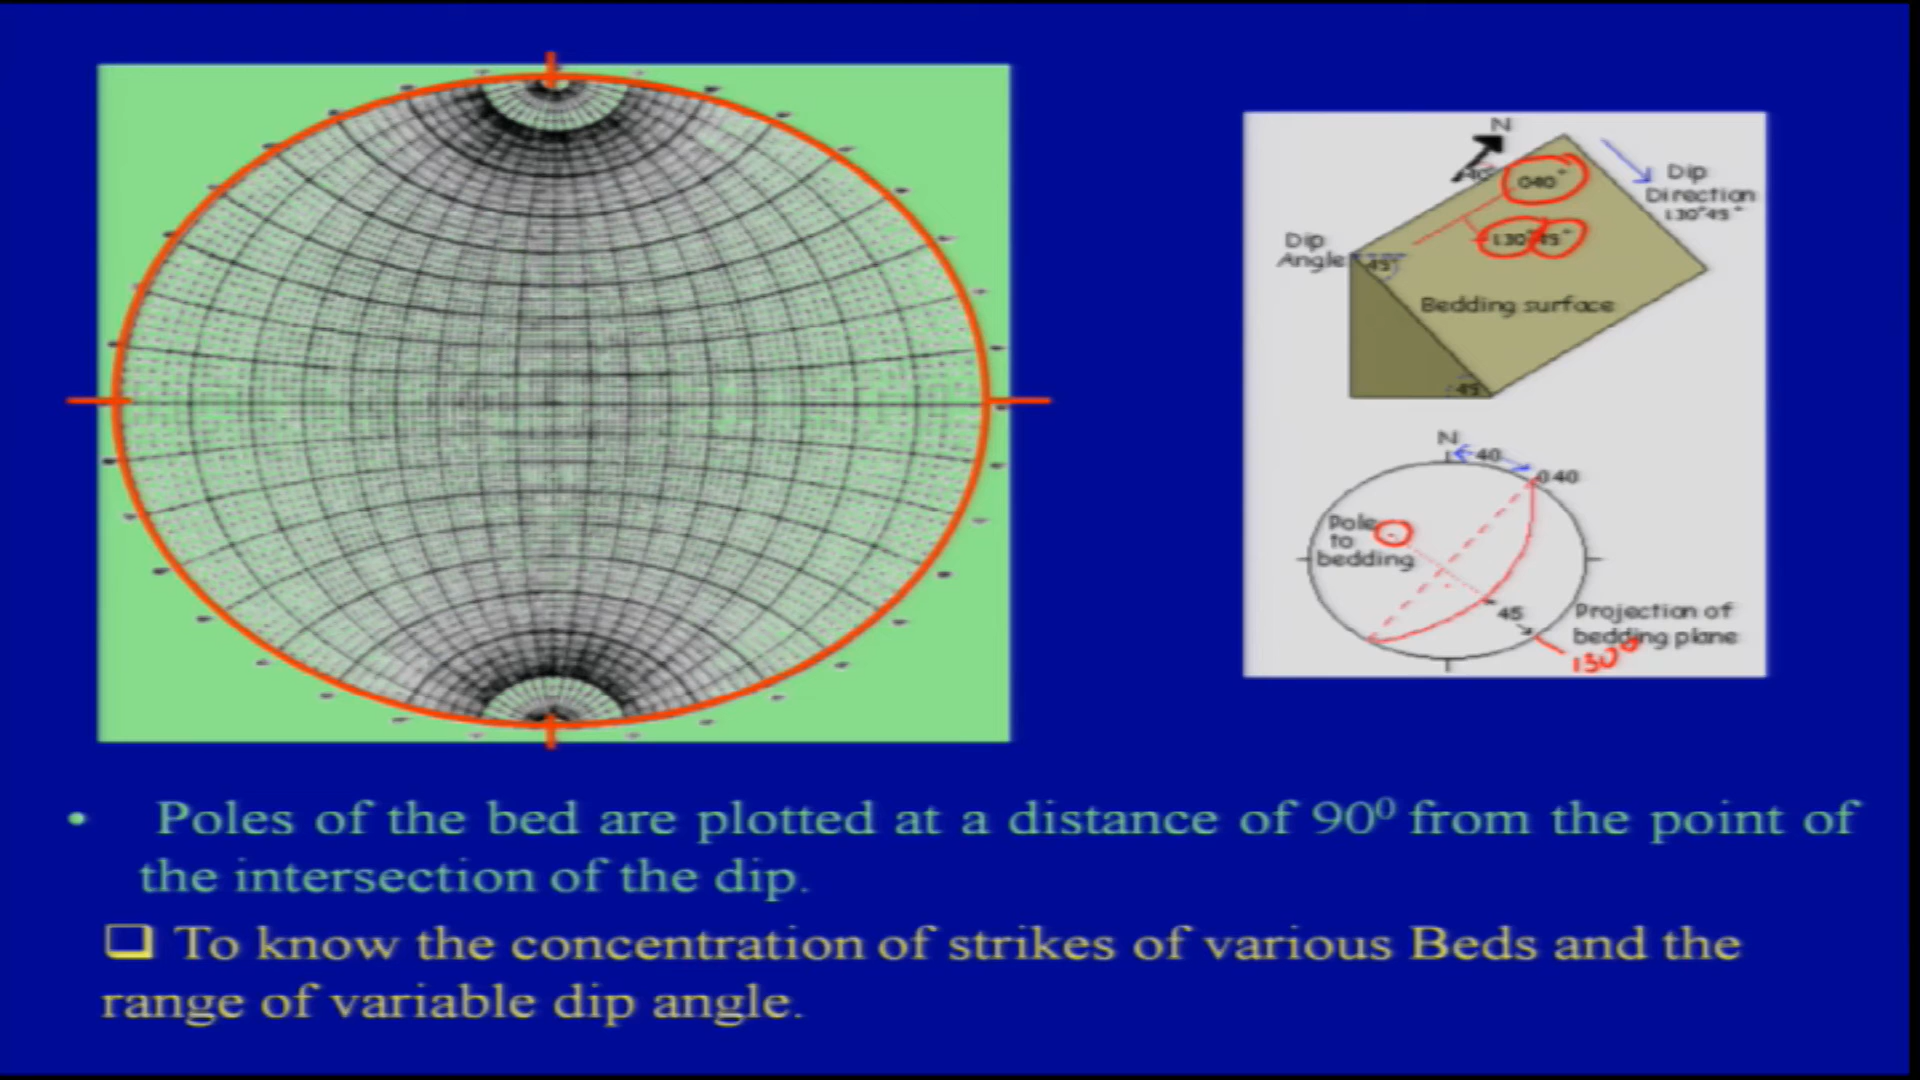 N
40°
040°
Dip
Direction
130°45°
130°45°
Dip
Angle
45°
Bedding surface
45
N
40
040
Pole
to
bedding
45
Projection of
bedding plane
130°
• Poles of the bed are plotted at a distance of 90⁰ from the point of
the intersection of the dip.
❑ To know the concentration of strikes of various Beds and the
range of variable dip angle.